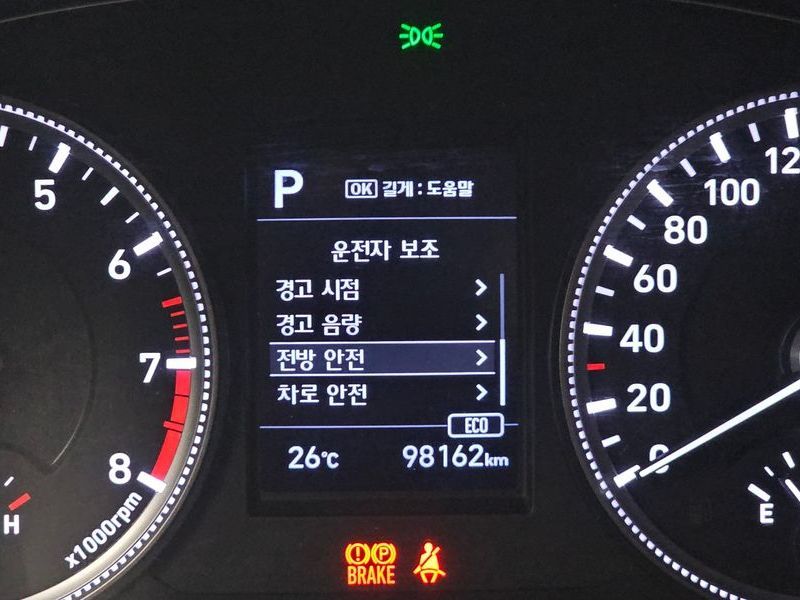 P OK 길게 : 도움말
운전자 보조
경고 시점
경고 음량
전방 안전
차로 안전
ECO
26℃ 98162km
5
6
7
8
x1000rpm
H
120
100
80
60
40
20
0
E
BRAKE